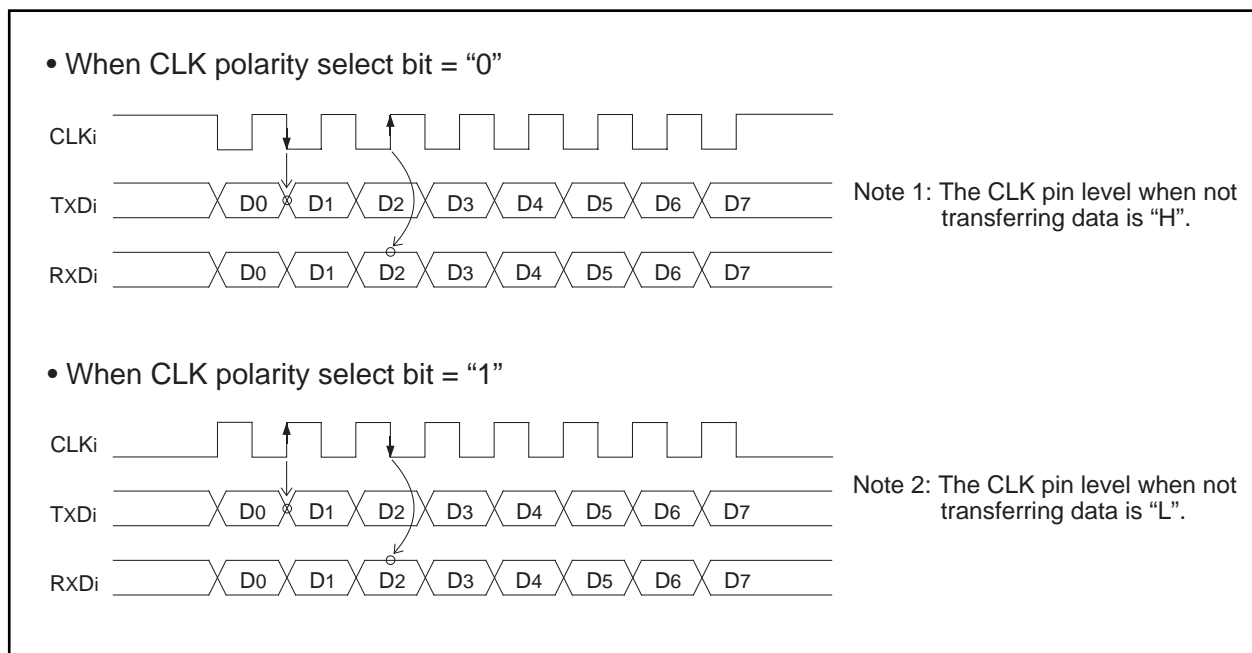 • When CLK polarity select bit = “0”
CLKi
TXDi D0 D1 D2 D3 D4 D5 D6 D7
RXDi D0 D1 D2 D3 D4 D5 D6 D7
Note 1: The CLK pin level when not
transferring data is “H”.
• When CLK polarity select bit = “1”
CLKi
TXDi D0 D1 D2 D3 D4 D5 D6 D7
RXDi D0 D1 D2 D3 D4 D5 D6 D7
Note 2: The CLK pin level when not
transferring data is “L”.